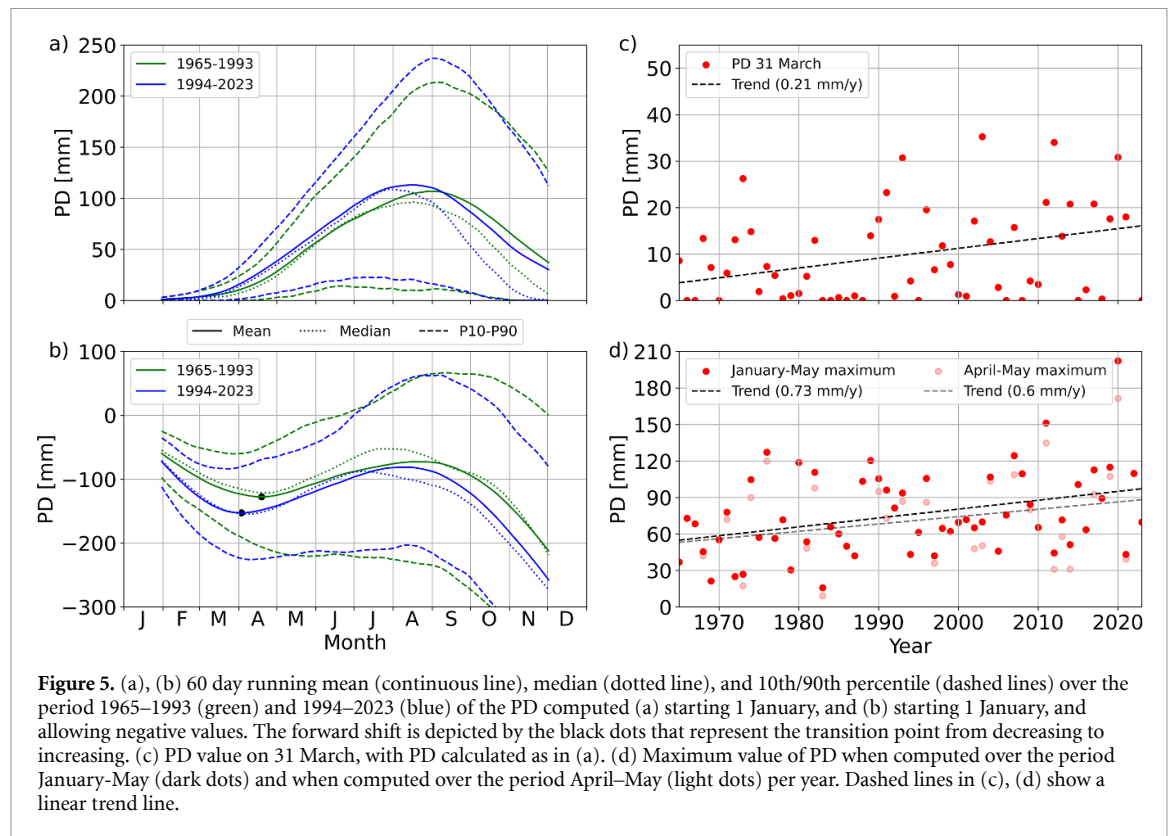 a)
250
200
150
100
50
0
PD [mm]
1965-1993
1994-2023
Mean
Median
P10-P90
b)
100
0
−100
−200
−300
PD [mm]
1965-1993
1994-2023
J F M A M J J A S O N D
Month
c)
50
40
30
20
10
0
PD [mm]
PD 31 March
Trend (0.21 mm/y)
d)
210
180
150
120
90
60
30
0
PD [mm]
January-May maximum
Trend (0.73 mm/y)
April-May maximum
Trend (0.6 mm/y)
1970 1980 1990 2000 2010 2020
Year
Figure 5. (a), (b) 60 day running mean (continuous line), median (dotted line), and 10th/90th percentile (dashed lines) over the
period 1965–1993 (green) and 1994–2023 (blue) of the PD computed (a) starting 1 January, and (b) starting 1 January, and
allowing negative values. The forward shift is depicted by the black dots that represent the transition point from decreasing to
increasing. (c) PD value on 31 March, with PD calculated as in (a). (d) Maximum value of PD when computed over the period
January-May (dark dots) and when computed over the period April–May (light dots) per year. Dashed lines in (c), (d) show a
linear trend line.